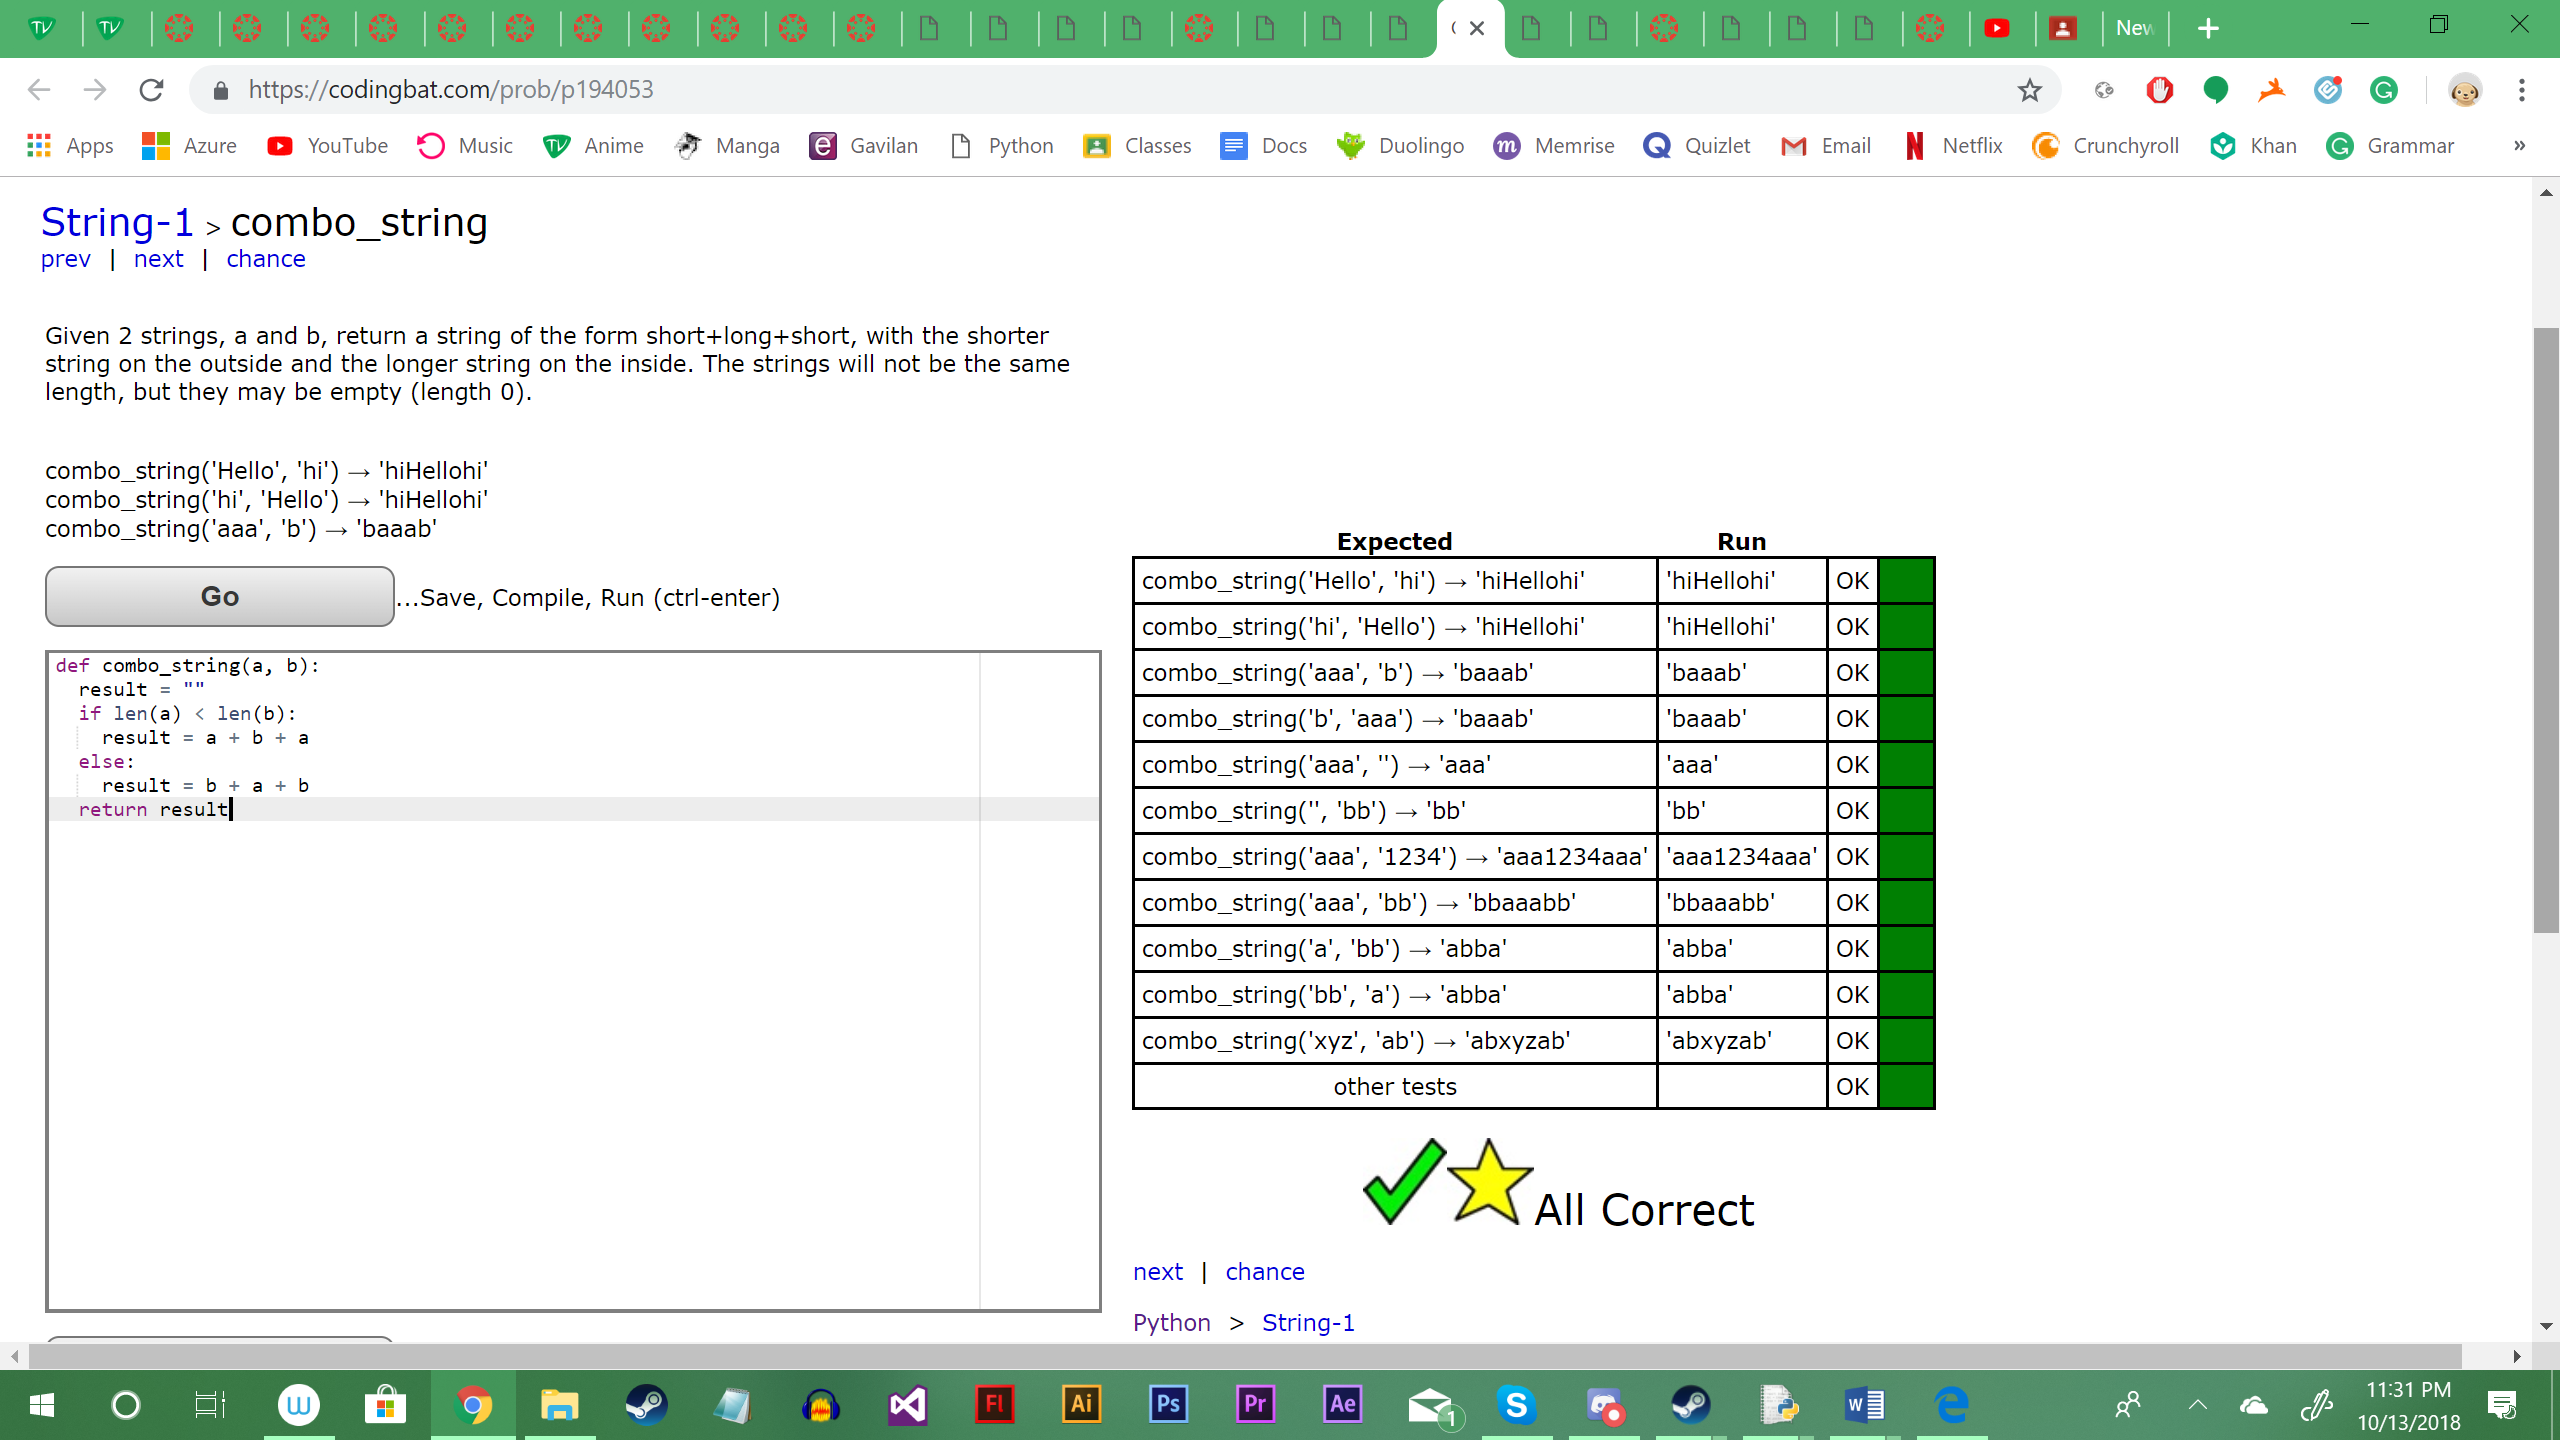 New
https://codingbat.com/prob/p194053
Apps Azure YouTube Music Anime Manga Gavilan Python Classes Docs Duolingo Memrise Quizlet Email Netflix Crunchyroll Khan Grammar »
String-1 > combo_string
prev | next | chance
Given 2 strings, a and b, return a string of the form short+long+short, with the shorter
string on the outside and the longer string on the inside. The strings will not be the same
length, but they may be empty (length 0).
combo_string('Hello', 'hi') → 'hiHellohi'
combo_string('hi', 'Hello') → 'hiHellohi'
combo_string('aaa', 'b') → 'baaab'
Go ...Save, Compile, Run (ctrl-enter)
def combo_string(a, b):
  result = ""
  if len(a) < len(b):
    result = a + b + a
  else:
    result = b + a + b
  return result
Expected Run
combo_string('Hello', 'hi') → 'hiHellohi' 'hiHellohi' OK
combo_string('hi', 'Hello') → 'hiHellohi' 'hiHellohi' OK
combo_string('aaa', 'b') → 'baaab' 'baaab' OK
combo_string('b', 'aaa') → 'baaab' 'baaab' OK
combo_string('aaa', '') → 'aaa' 'aaa' OK
combo_string('', 'bb') → 'bb' 'bb' OK
combo_string('aaa', '1234') → 'aaa1234aaa' 'aaa1234aaa' OK
combo_string('aaa', 'bb') → 'bbaaabb' 'bbaaabb' OK
combo_string('a', 'bb') → 'abba' 'abba' OK
combo_string('bb', 'a') → 'abba' 'abba' OK
combo_string('xyz', 'ab') → 'abxyzab' 'abxyzab' OK
other tests OK
All Correct
next | chance
Python > String-1
11:31 PM
10/13/2018